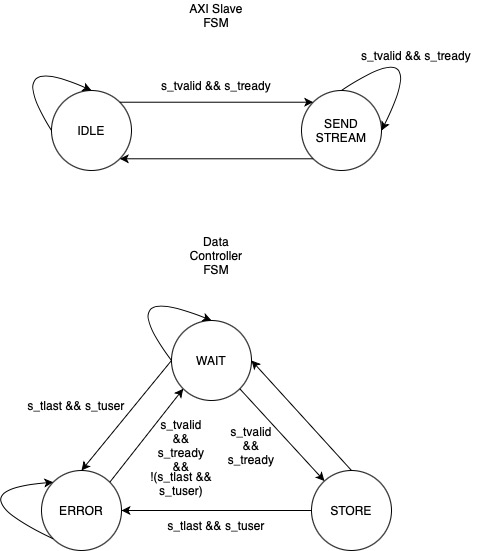 AXI Slave
FSM
s_tvalid && s_tready
s_tvalid && s_tready
IDLE
SEND
STREAM
Data
Controller
FSM
WAIT
s_tlast && s_tuser
s_tvalid
&&
s_tready
&&
!(s_tlast &&
s_tuser)
s_tvalid
&&
s_tready
ERROR
STORE
s_tlast && s_tuser